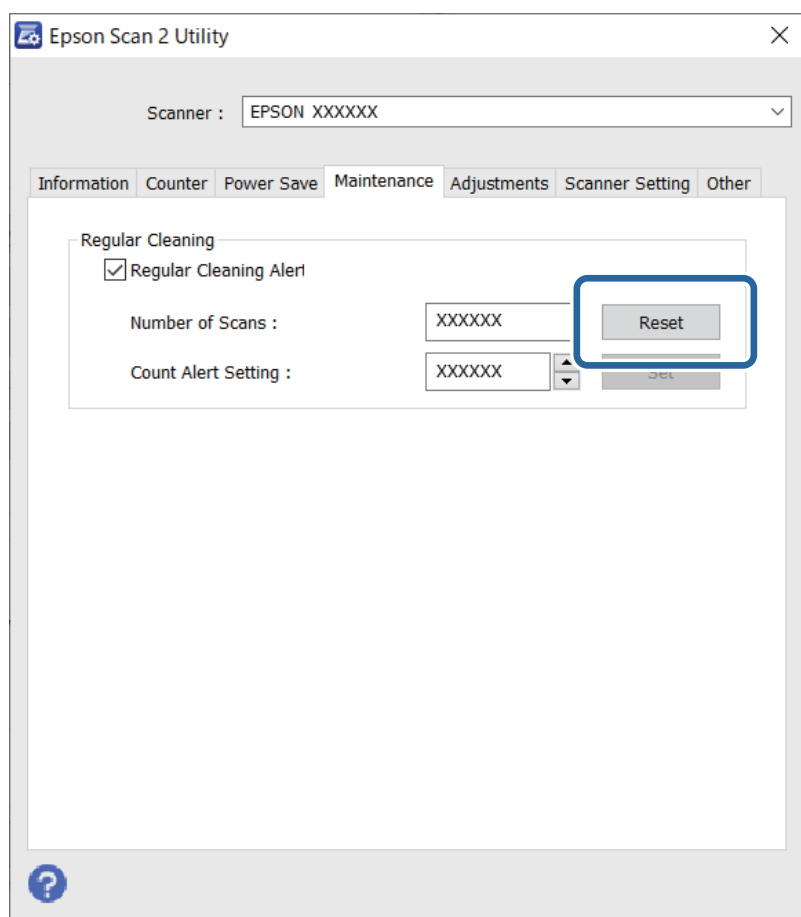 Epson Scan 2 Utility
Scanner : EPSON XXXXXX
Information Counter Power Save Maintenance Adjustments Scanner Setting Other
Regular Cleaning
Regular Cleaning Alert
Number of Scans : XXXXXX Reset
Count Alert Setting : XXXXXX Set
?